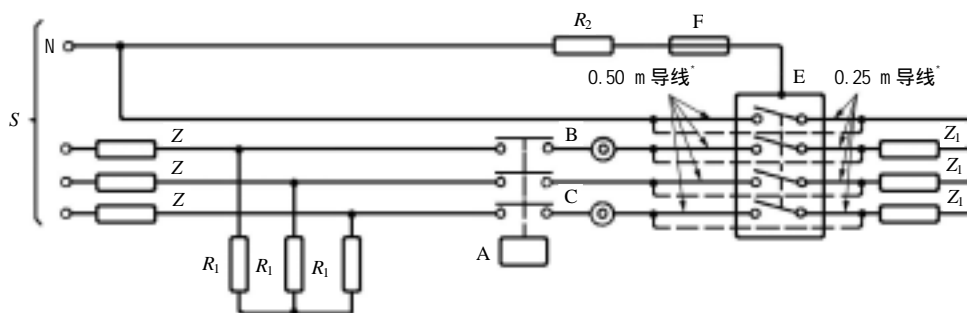 R₂ F
N
0.50 m 导线* E 0.25 m 导线*
S
Z B Z₁
Z C Z₁
Z Z₁
R₁ R₁ R₁ A